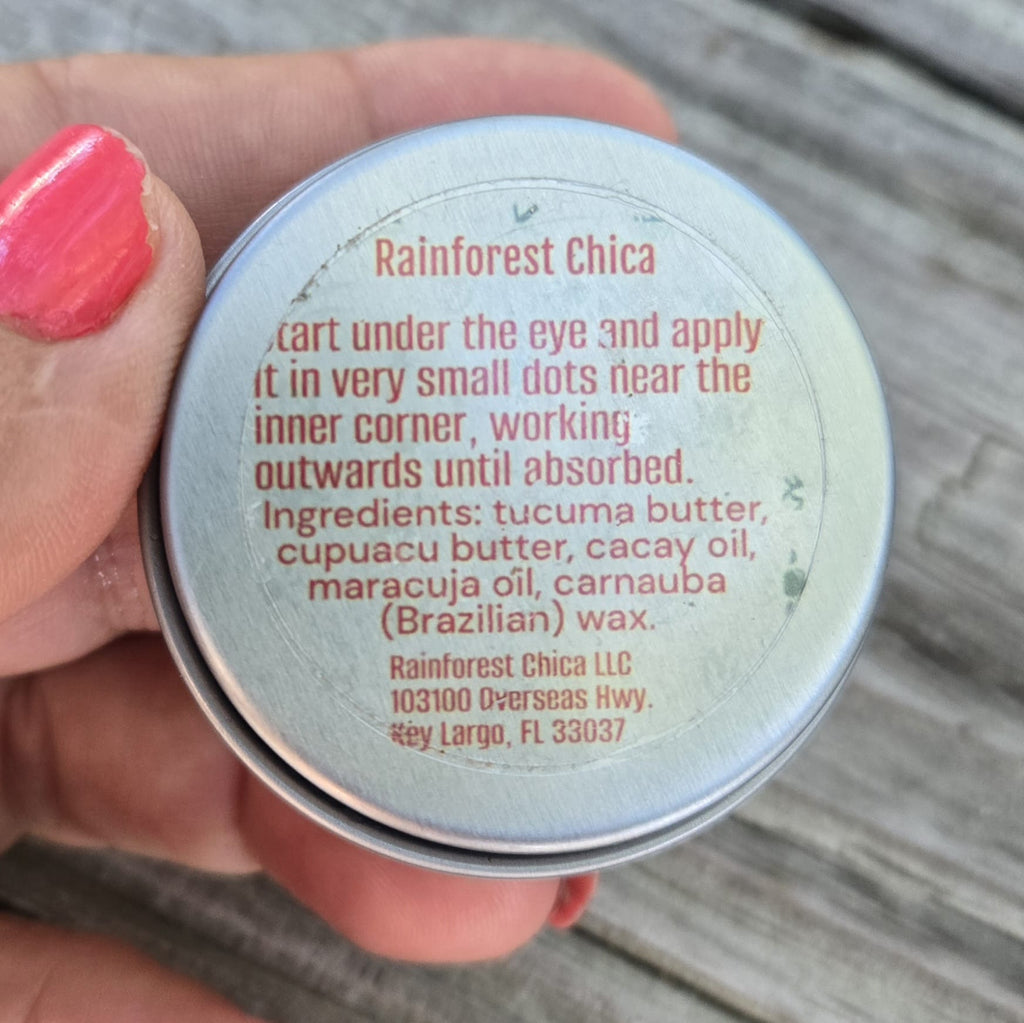 Rainforest Chica
tart under the eye and apply
it in very small dots near the
inner corner, working
outwards until absorbed.
Ingredients: tucuma butter,
cupuacu butter, cacay oil,
maracuja oil, carnauba
(Brazilian) wax.
Rainforest Chica LLC
103100 Overseas Hwy.
Key Largo, FL 33037